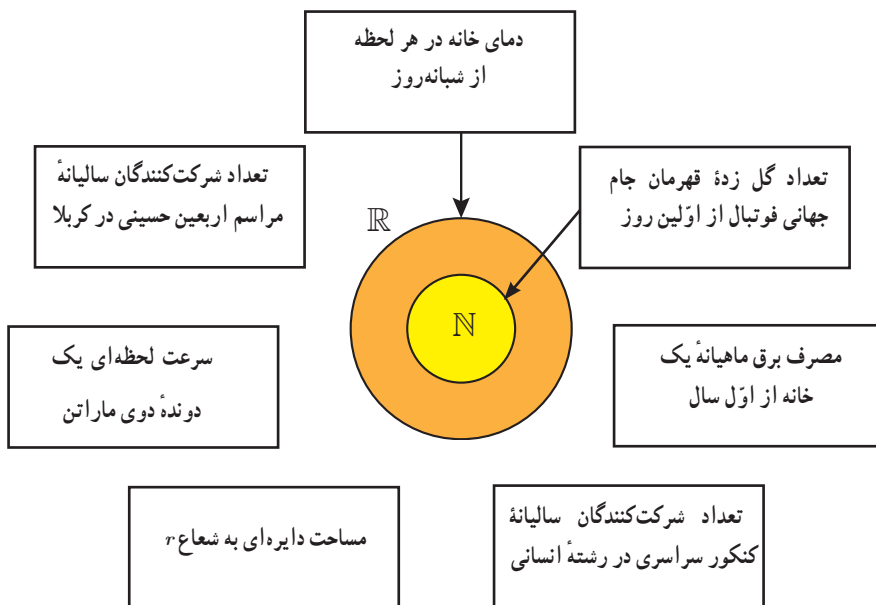 دمای خانه در هر لحظه
از شبانه‌روز
تعداد گل زدهٔ قهرمان جام
جهانی فوتبال از اوّلین روز
تعداد شرکت‌کنندگان سالیانهٔ
مراسم اربعین حسینی در کربلا
ℝ
ℕ
مصرف برق ماهیانهٔ یک
خانه از اوّل سال
سرعت لحظه‌ای یک
دوندهٔ دوی ماراتن
تعداد شرکت‌کنندگان سالیانهٔ
کنکور سراسری در رشتهٔ انسانی
مساحت دایره‌ای به شعاع r